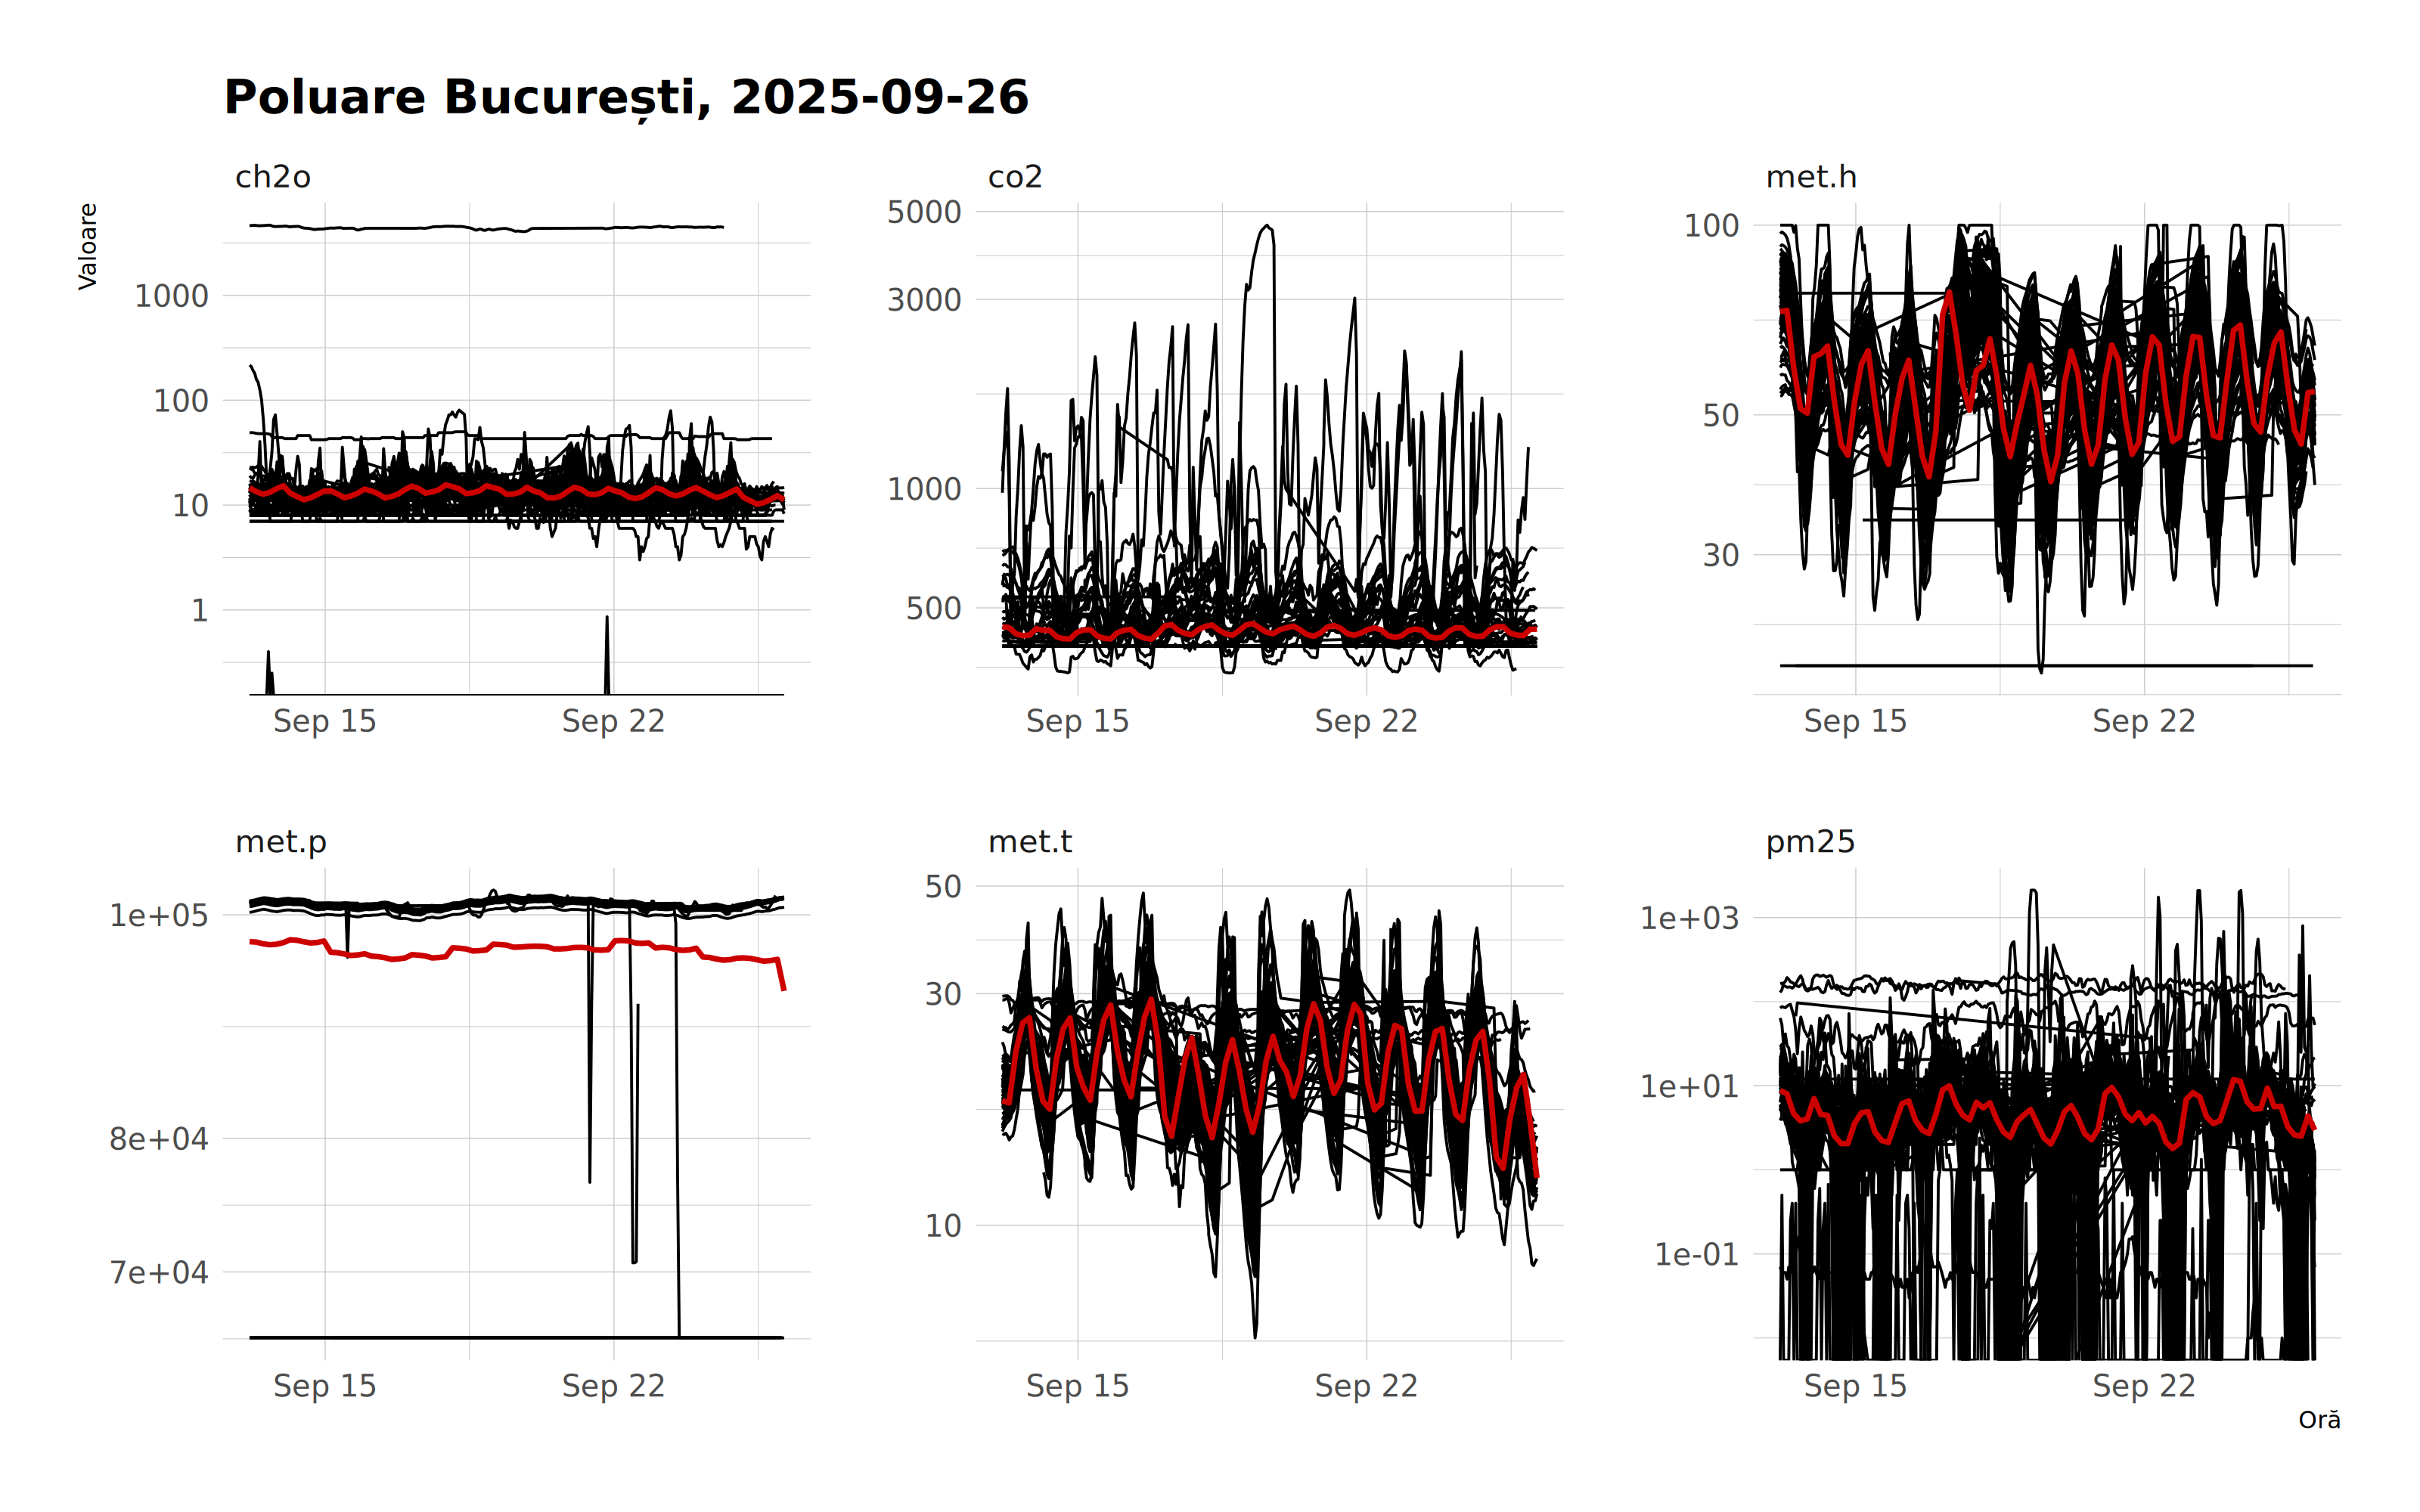 Poluare București, 2025-09-26
Valoare
ch2o
1000
100
10
1
Sep 15 Sep 22
co2
5000
3000
1000
500
Sep 15 Sep 22
met.h
100
50
30
Sep 15 Sep 22
met.p
1e+05
8e+04
7e+04
Sep 15 Sep 22
met.t
50
30
10
Sep 15 Sep 22
pm25
1e+03
1e+01
1e-01
Sep 15 Sep 22
Oră